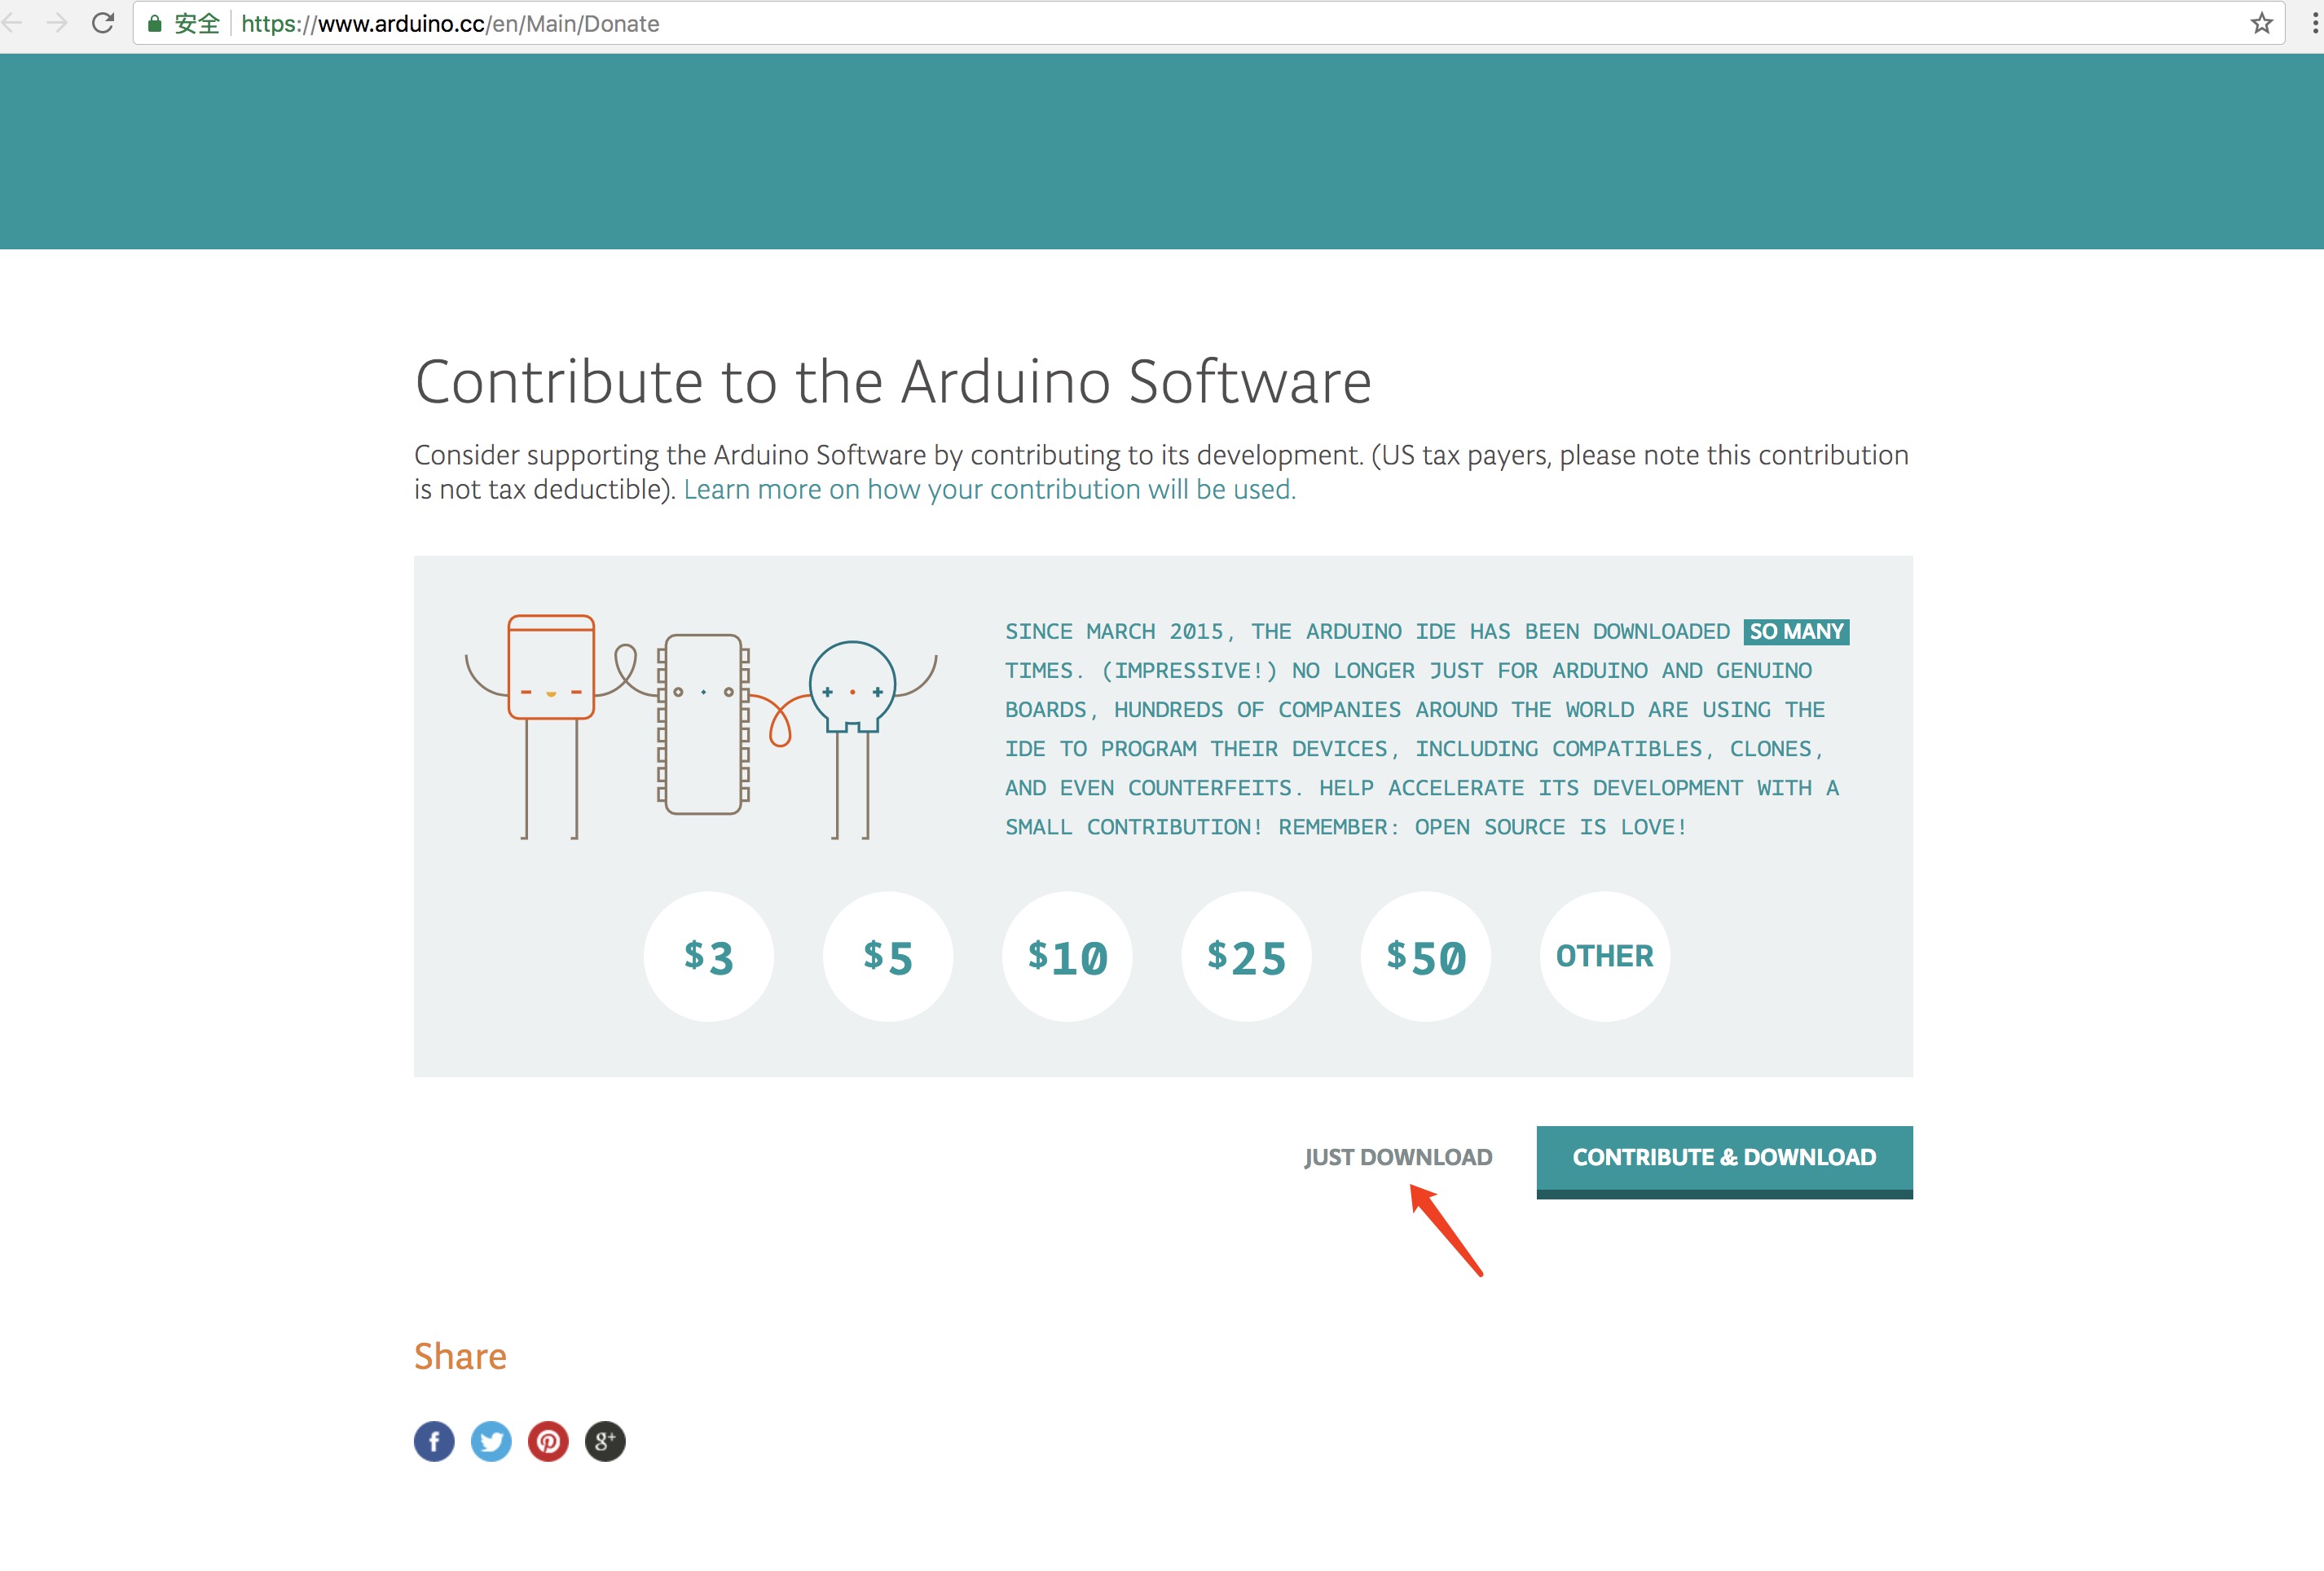 安全 https://www.arduino.cc/en/Main/Donate
Contribute to the Arduino Software
Consider supporting the Arduino Software by contributing to its development. (US tax payers, please note this contribution
is not tax deductible). Learn more on how your contribution will be used.
SINCE MARCH 2015, THE ARDUINO IDE HAS BEEN DOWNLOADED SO MANY
TIMES. (IMPRESSIVE!) NO LONGER JUST FOR ARDUINO AND GENUINO
BOARDS, HUNDREDS OF COMPANIES AROUND THE WORLD ARE USING THE
IDE TO PROGRAM THEIR DEVICES, INCLUDING COMPATIBLES, CLONES,
AND EVEN COUNTERFEITS. HELP ACCELERATE ITS DEVELOPMENT WITH A
SMALL CONTRIBUTION! REMEMBER: OPEN SOURCE IS LOVE!
$3 $5 $10 $25 $50 OTHER
JUST DOWNLOAD CONTRIBUTE & DOWNLOAD
Share
f g+